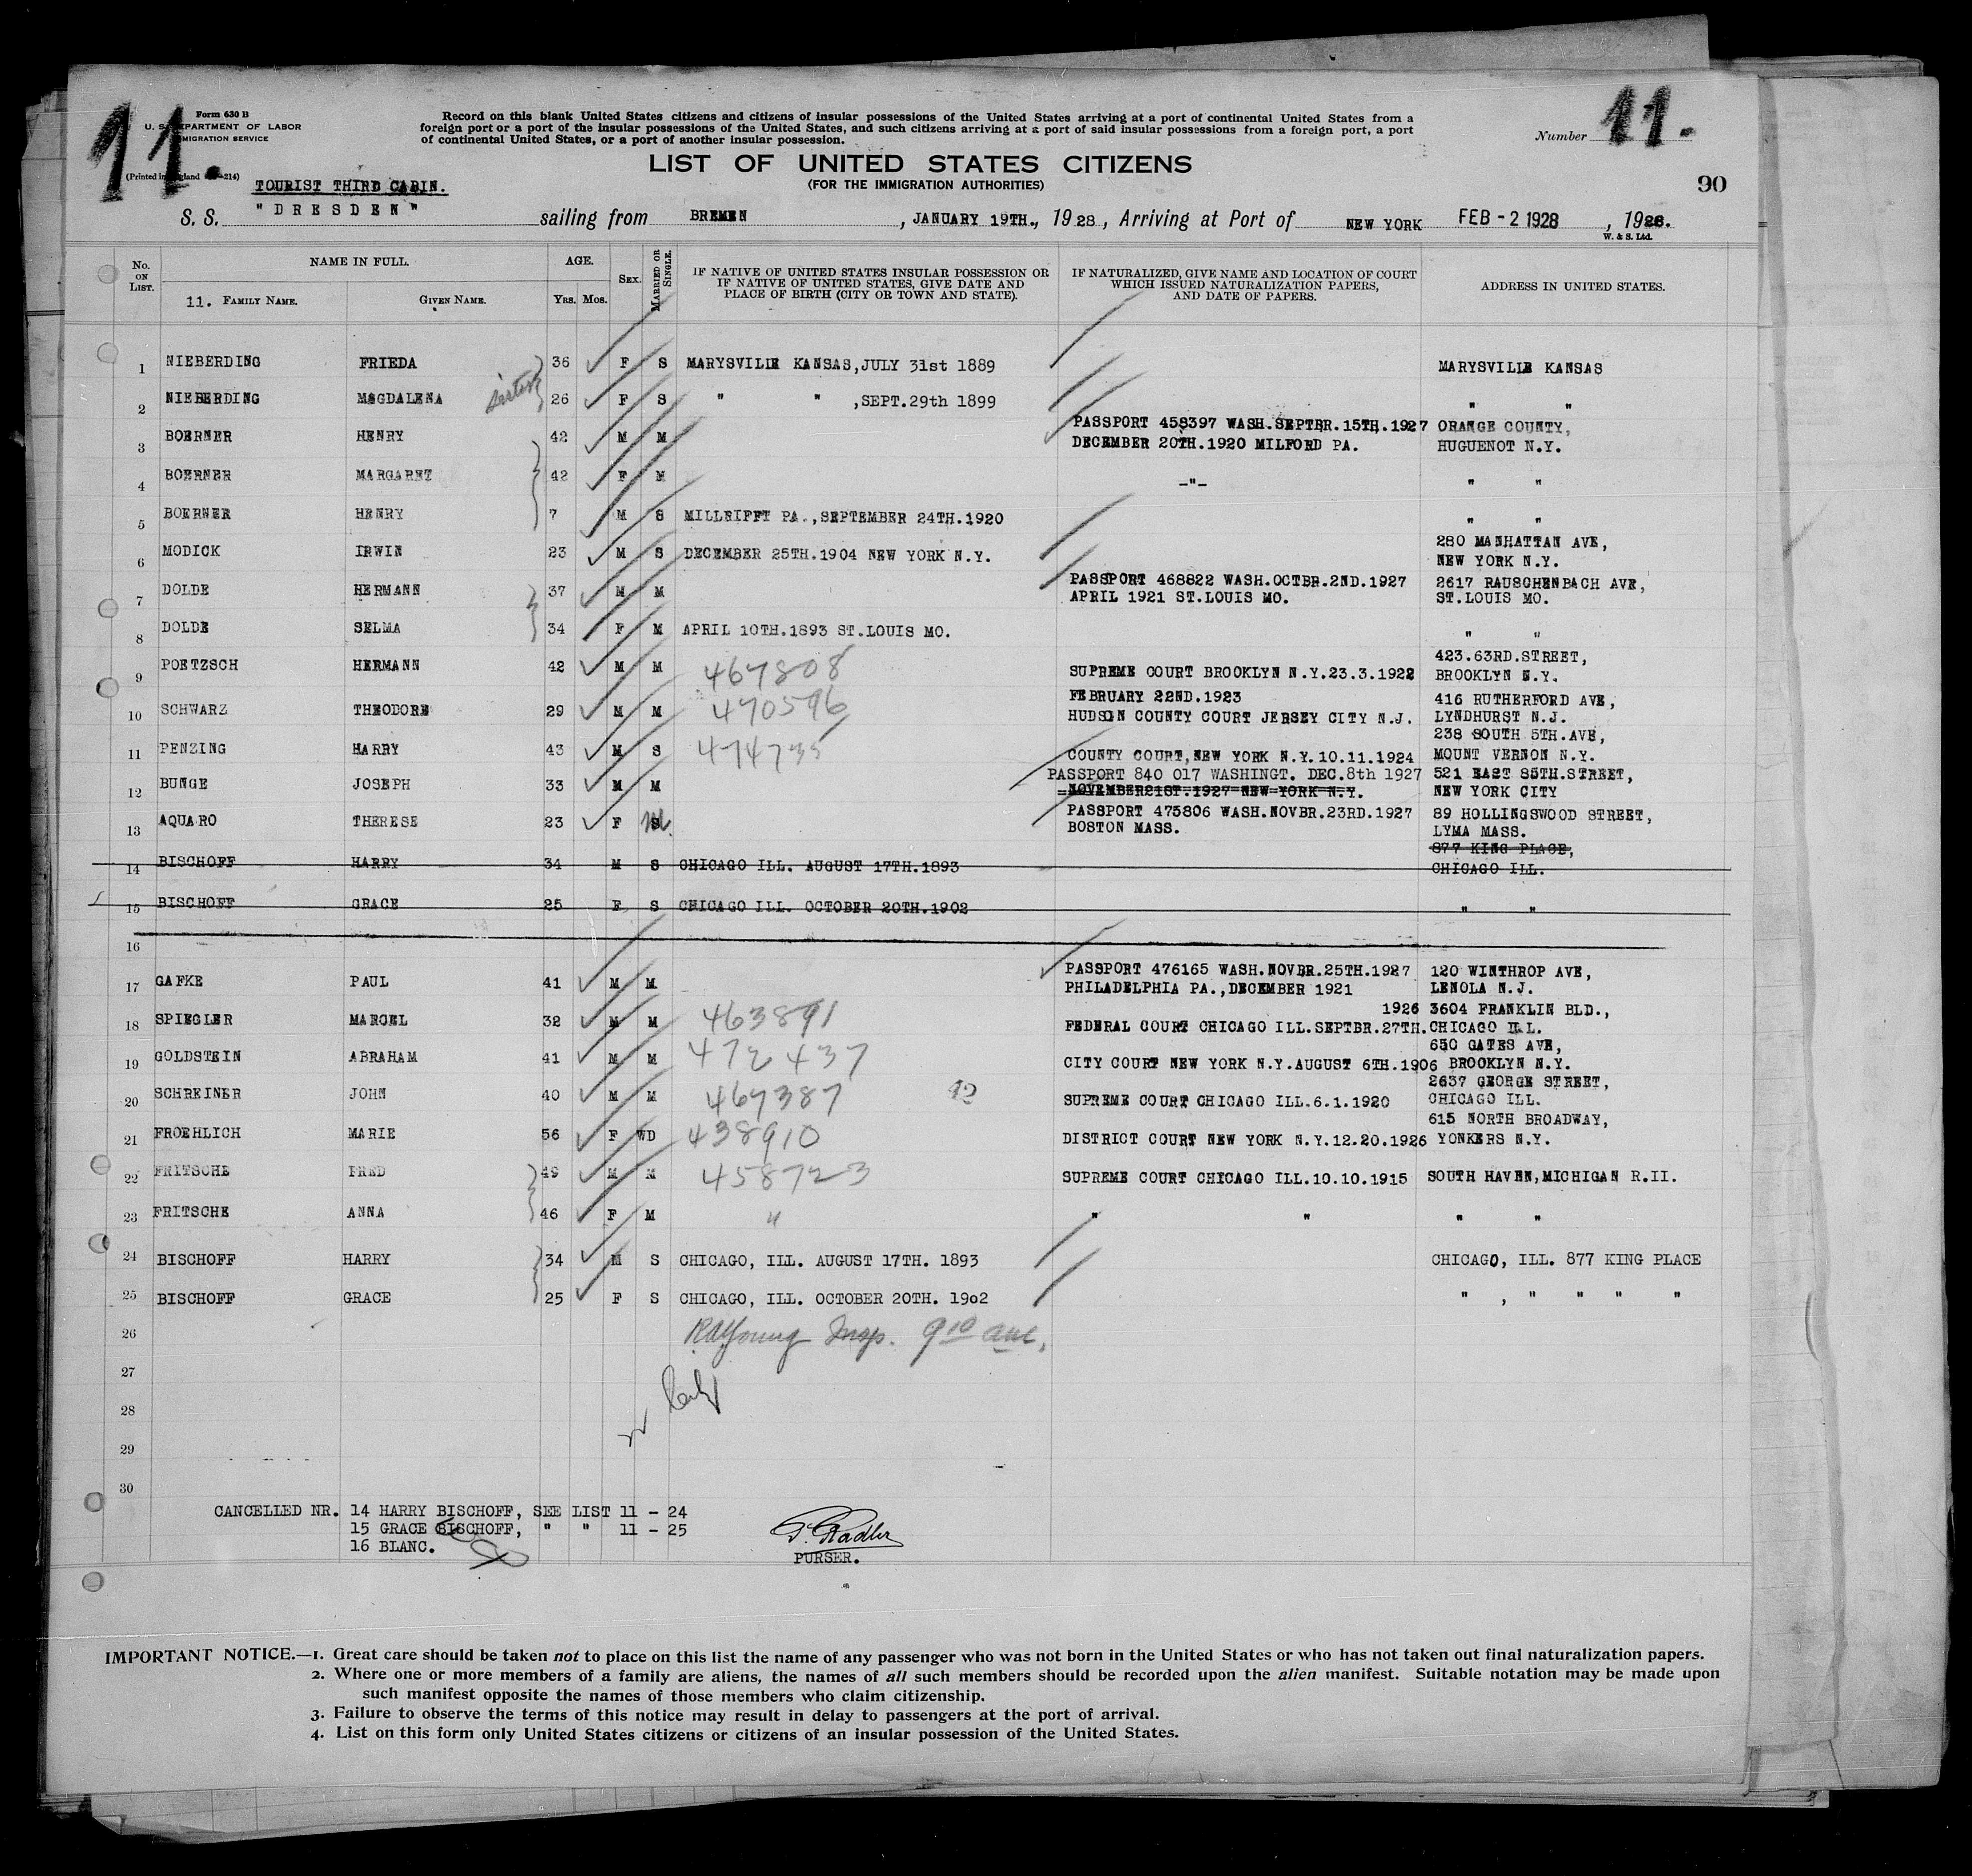 11.
Form 630 B
U. S. DEPARTMENT OF LABOR
IMMIGRATION SERVICE
(Printed in England -214)
Record on this blank United States citizens and citizens of insular possessions of the United States arriving at a port of continental United States from a
foreign port or a port of the insular possessions of the United States, and such citizens arriving at a port of said insular possessions from a foreign port, a port
of continental United States, or a port of another insular possession.
Number 11.
LIST OF UNITED STATES CITIZENS
(FOR THE IMMIGRATION AUTHORITIES)
90
TOURIST THIRD CABIN.
S. S. "DRESDEN" sailing from BREMEN, JANUARY 19TH., 1928, Arriving at Port of NEW YORK FEB - 2 1928, 1928.
W. & S. Ltd.
No. ON LIST. NAME IN FULL. 11. FAMILY NAME. GIVEN NAME. AGE. YRS. MOS. SEX. MARRIED OR SINGLE. IF NATIVE OF UNITED STATES INSULAR POSSESSION OR IF NATIVE OF UNITED STATES, GIVE DATE AND PLACE OF BIRTH (CITY OR TOWN AND STATE). IF NATURALIZED, GIVE NAME AND LOCATION OF COURT WHICH ISSUED NATURALIZATION PAPERS, AND DATE OF PAPERS. ADDRESS IN UNITED STATES.
1 NIEBERDING FRIEDA 36 F S MARYSVILLE KANSAS, JULY 31st 1889 MARYSVILLE KANSAS
sisters
2 NIEBERDING MAGDALENA 26 F S " " ,SEPT.29th 1899 " "
PASSPORT 458397 WASH.SEPTBR.15TH.1927 ORANGE COUNTY,
3 BOERNER HENRY 42 M M DECEMBER 20TH.1920 MILFORD PA. HUGUENOT N.Y.
4 BOERNER MARGARET 42 F M -"- " "
5 BOERNER HENRY 7 M S MILLRIFFT PA.,SEPTEMBER 24TH.1920 " "
280 MANHATTAN AVE,
6 MODICK IRWIN 23 M S DECEMBER 25TH.1904 NEW YORK N.Y. NEW YORK N.Y.
PASSPORT 468822 WASH.OCTBR.2ND.1927 2617 RAUSCHENBACH AVE,
7 DOLDE HERMANN 37 M M APRIL 1921 ST.LOUIS MO. ST.LOUIS MO.
8 DOLDE SELMA 34 F M APRIL 10TH.1893 ST.LOUIS MO. " "
423.63RD.STREET,
9 POETZSCH HERMANN 42 M M 467808 SUPREME COURT BROOKLYN N.Y.23.3.1922 BROOKLYN N.Y.
FEBRUARY 22ND.1923 416 RUTHERFORD AVE,
10 SCHWARZ THEODORE 29 M M 470596 HUDSON COUNTY COURT JERSEY CITY N.J. LYNDHURST N.J.
238 SOUTH 5TH.AVE,
11 PENZING HARRY 43 M S 474735 COUNTY COURT,NEW YORK N.Y.10.11.1924 MOUNT VERNON N.Y.
PASSPORT 840 017 WASHINGT. DEC.8th 1927 521 EAST 85TH.STREET,
12 BUNGE JOSEPH 33 M M NOVEMBER21ST.1927 NEW YORK N.Y. NEW YORK CITY
PASSPORT 475806 WASH.NOVBR.23RD.1927 89 HOLLINGSWOOD STREET,
13 AQUARO THERESE 23 F S M. BOSTON MASS. LYMA MASS.
877 KING PLACE,
14 BISCHOFF HARRY 34 M S CHICAGO ILL. AUGUST 17TH.1893 CHICAGO ILL.
15 BISCHOFF GRACE 25 F S CHICAGO ILL. OCTOBER 20TH.1902 " "
16
PASSPORT 476165 WASH.NOVBR.25TH.1927 120 WINTHROP AVE,
17 GAFKE PAUL 41 M M PHILADELPHIA PA.,DECEMBER 1921 LENOLA N.J.
1926 3604 FRANKLIN BLD.,
18 SPIEGLER MARCEL 32 M M 463891 FEDERAL COURT CHICAGO ILL.SEPTBR.27TH. CHICAGO ILL.
650 GATES AVE,
19 GOLDSTEIN ABRAHAM 41 M M 472437 CITY COURT NEW YORK N.Y.AUGUST 6TH.1906 BROOKLYN N.Y.
2637 GEORGE STREET,
20 SCHREINER JOHN 40 M M 467387 SUPREME COURT CHICAGO ILL.6.1.1920 CHICAGO ILL.
615 NORTH BROADWAY,
21 FROEHLICH MARIE 56 F WD 438910 DISTRICT COURT NEW YORK N.Y.12.20.1926 YONKERS N.Y.
22 FRITSCHE FRED 49 M M 458723 SUPREME COURT CHICAGO ILL.10.10.1915 SOUTH HAVEN,MICHIGAN R.II.
23 FRITSCHE ANNA 46 F M " " " " "
24 BISCHOFF HARRY 34 M S CHICAGO, ILL. AUGUST 17TH. 1893 CHICAGO, ILL. 877 KING PLACE
25 BISCHOFF GRACE 25 F S CHICAGO, ILL. OCTOBER 20TH. 1902 " , " " " "
26 Insp.
27
28
29
30
CANCELLED NR. 14 HARRY BISCHOFF, SEE LIST 11 - 24
15 GRACE BISCHOFF, " " 11 - 25
16 BLANC.
PURSER.
IMPORTANT NOTICE.—1. Great care should be taken not to place on this list the name of any passenger who was not born in the United States or who has not taken out final naturalization papers.
2. Where one or more members of a family are aliens, the names of all such members should be recorded upon the alien manifest. Suitable notation may be made upon
such manifest opposite the names of those members who claim citizenship.
3. Failure to observe the terms of this notice may result in delay to passengers at the port of arrival.
4. List on this form only United States citizens or citizens of an insular possession of the United States.